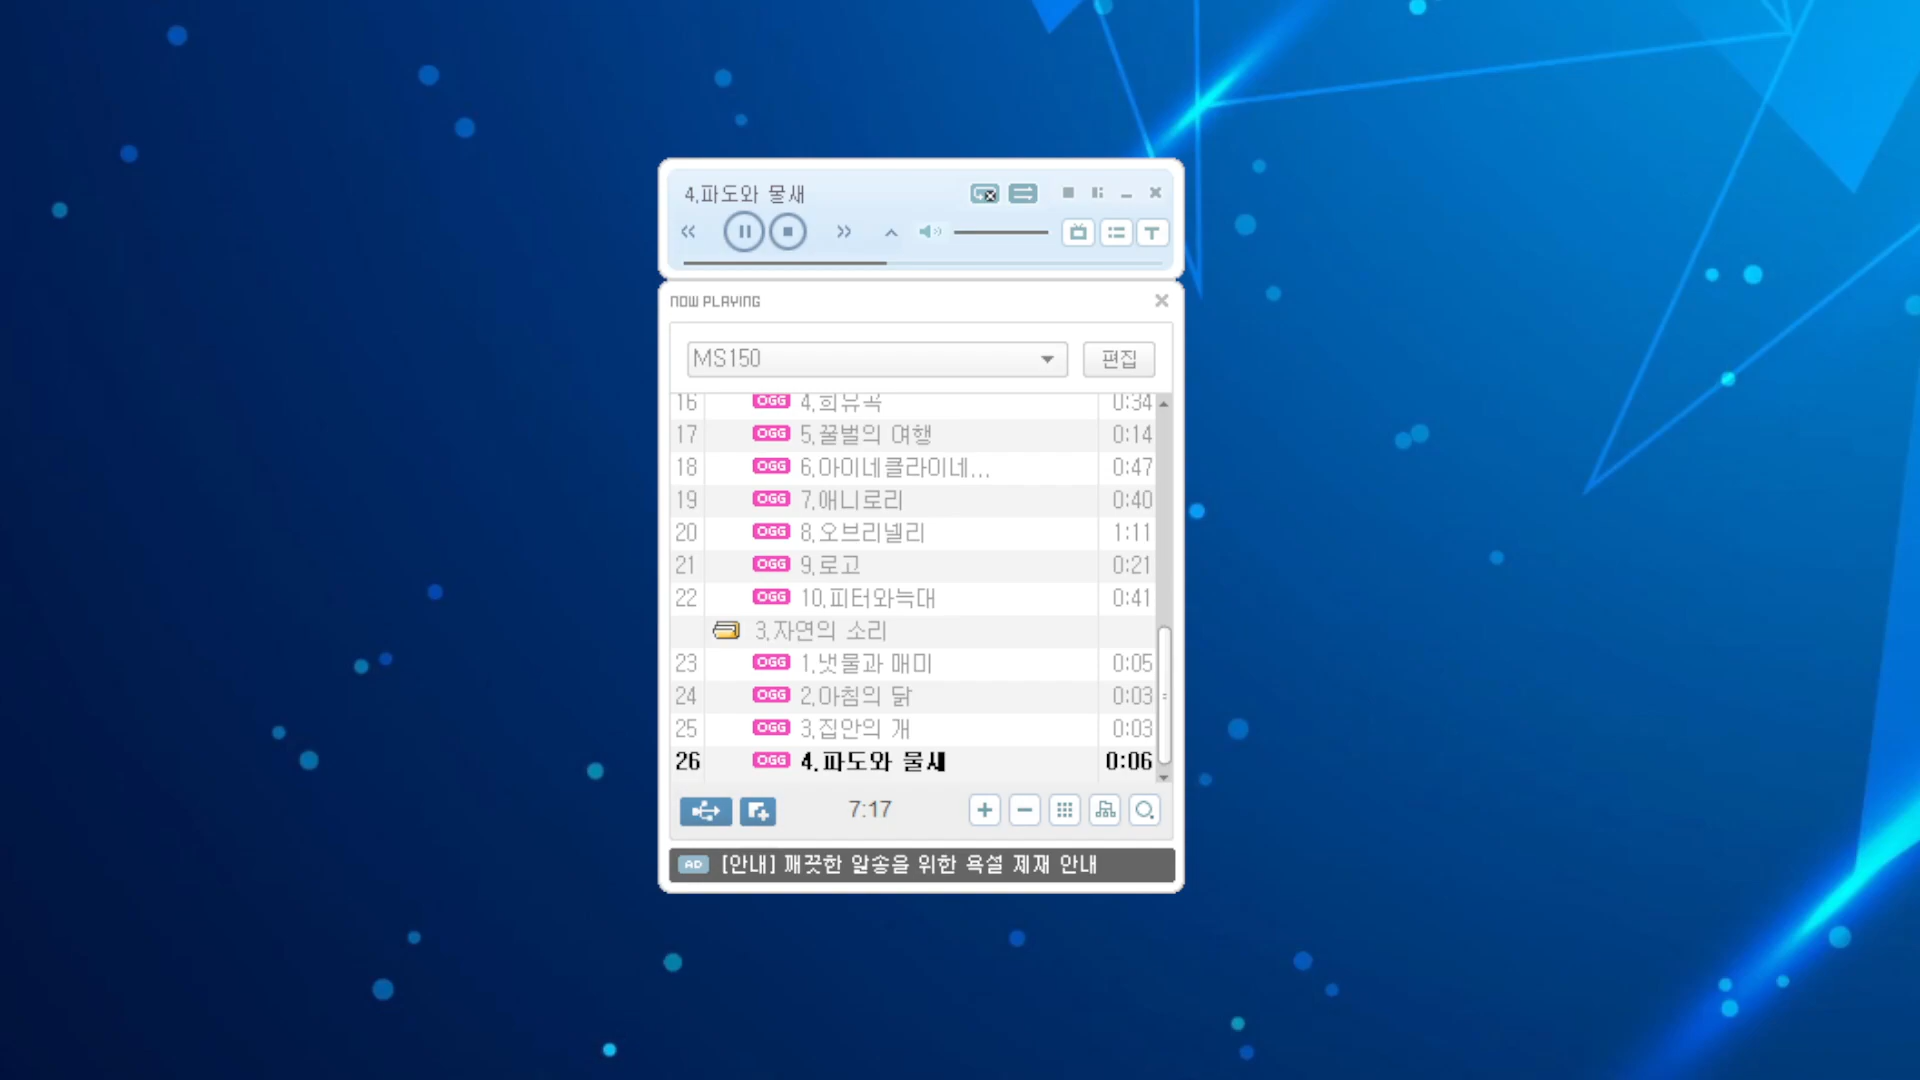 4.파도와 물새
NOW PLAYING
MS150
편집
16 OGG 4.희유곡 0:34
17 OGG 5.꿀벌의 여행 0:14
18 OGG 6.아이네클라이네... 0:47
19 OGG 7.애니로리 0:40
20 OGG 8.오브리넬리 1:11
21 OGG 9.로고 0:21
22 OGG 10.피터와늑대 0:41
3.자연의 소리
23 OGG 1.냇물과 매미 0:05
24 OGG 2.아침의 닭 0:03
25 OGG 3.집안의 개 0:03
26 OGG 4.파도와 물새 0:06
7:17
AD [안내] 깨끗한 알송을 위한 욕설 제재 안내